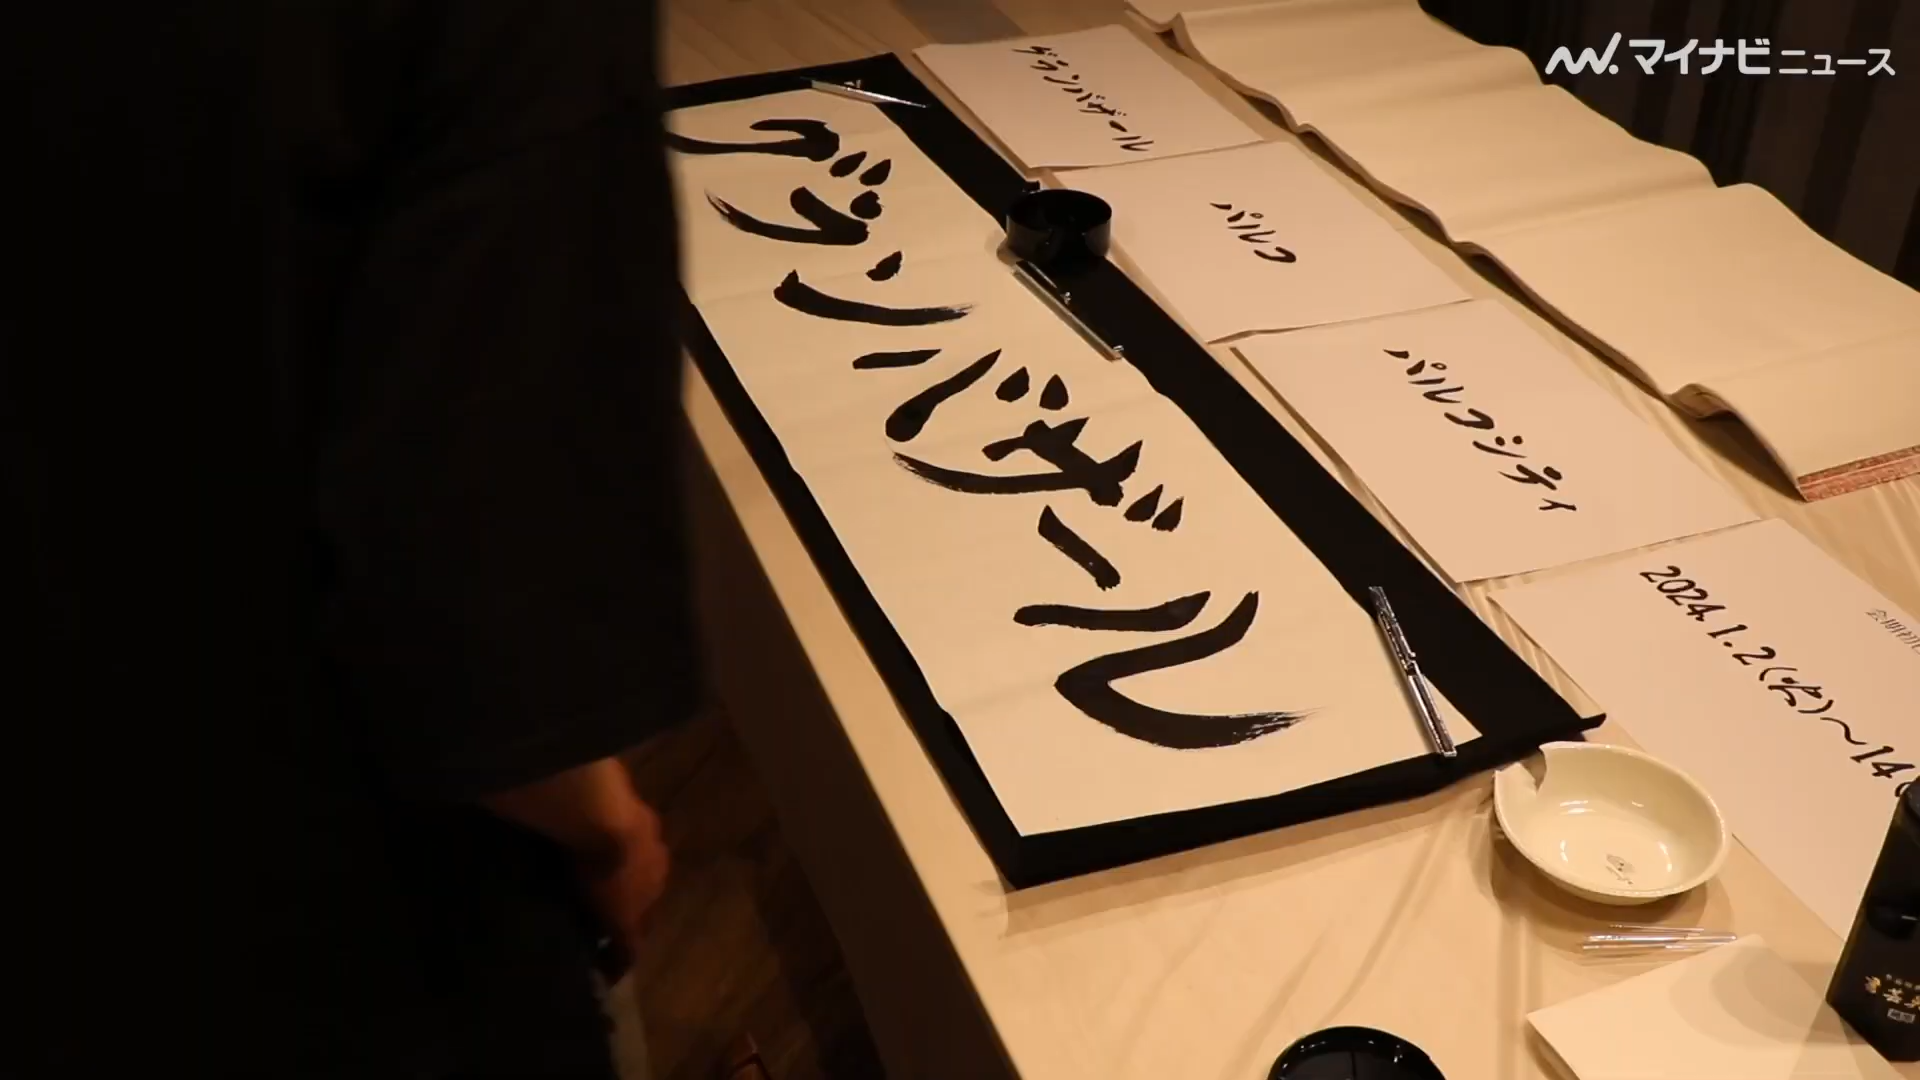 マイナビニュース
グランバザール
グランバザール
パルコ
パルコシティ
2024.1.2(火)〜14